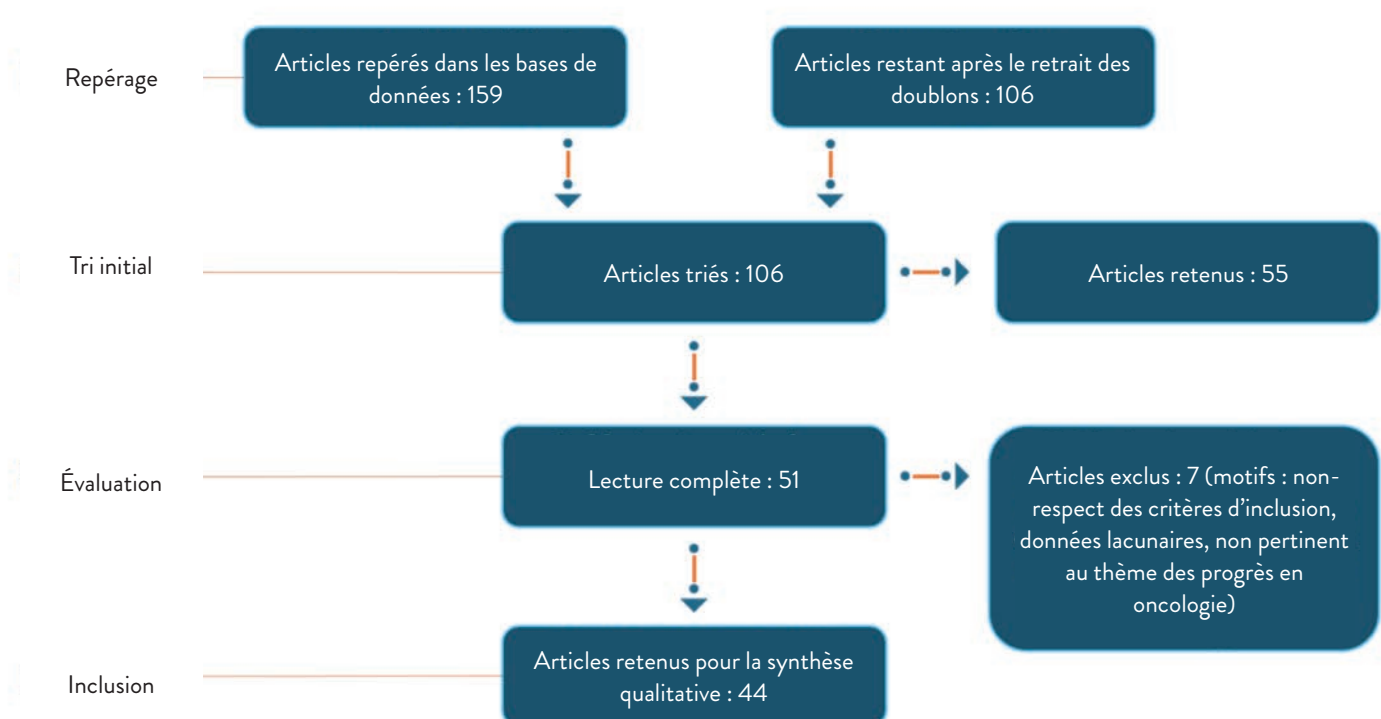 Repérage
Articles repérés dans les bases de
données : 159
Articles restant après le retrait des
doublons : 106
Tri initial
Articles triés : 106
Articles retenus : 55
Évaluation
Lecture complète : 51
Articles exclus : 7 (motifs : non-
respect des critères d’inclusion,
données lacunaires, non pertinent
au thème des progrès en
oncologie)
Inclusion
Articles retenus pour la synthèse
qualitative : 44